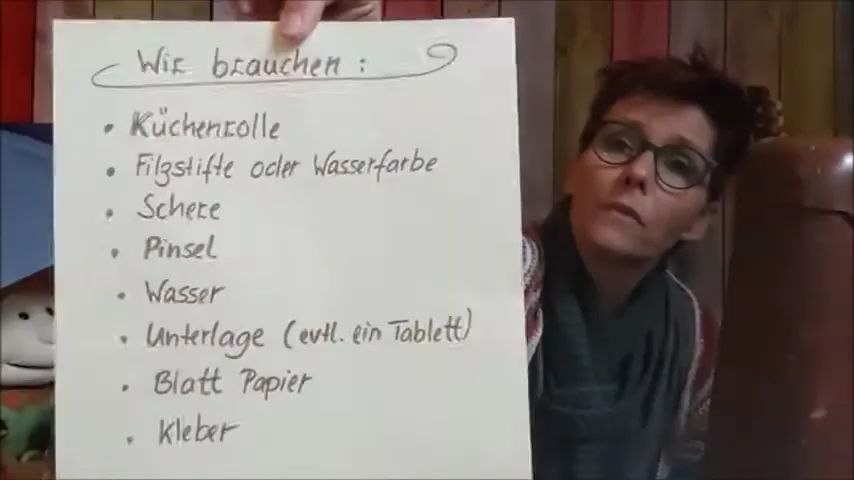 Wir brauchen :
• Küchenrolle
• Filzstifte oder Wasserfarbe
• Schere
• Pinsel
• Wasser
• Unterlage (evtl. ein Tablett)
• Blatt Papier
• Kleber